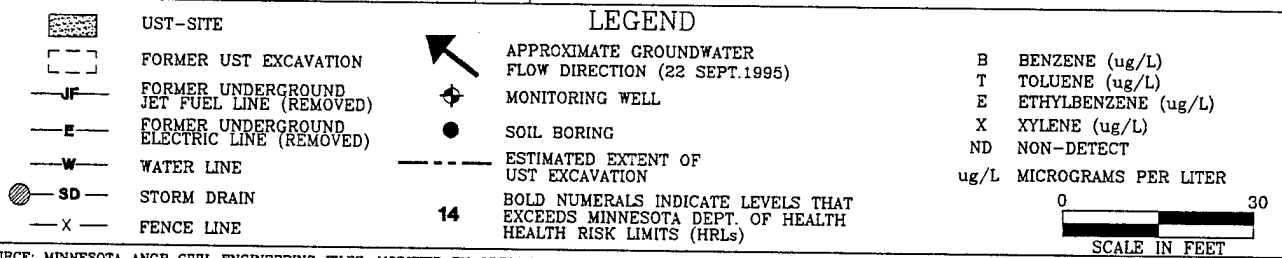 LEGEND
UST-SITE
FORMER UST EXCAVATION
JF
FORMER UNDERGROUND
JET FUEL LINE (REMOVED)
E
FORMER UNDERGROUND
ELECTRIC LINE (REMOVED)
W
WATER LINE
SD
STORM DRAIN
X
FENCE LINE
APPROXIMATE GROUNDWATER
FLOW DIRECTION (22 SEPT.1995)
MONITORING WELL
SOIL BORING
ESTIMATED EXTENT OF
UST EXCAVATION
14
BOLD NUMERALS INDICATE LEVELS THAT
EXCEEDS MINNESOTA DEPT. OF HEALTH
HEALTH RISK LIMITS (HRLs)
B BENZENE (ug/L)
T TOLUENE (ug/L)
E ETHYLBENZENE (ug/L)
X XYLENE (ug/L)
ND NON-DETECT
ug/L MICROGRAMS PER LITER
0 30
SCALE IN FEET